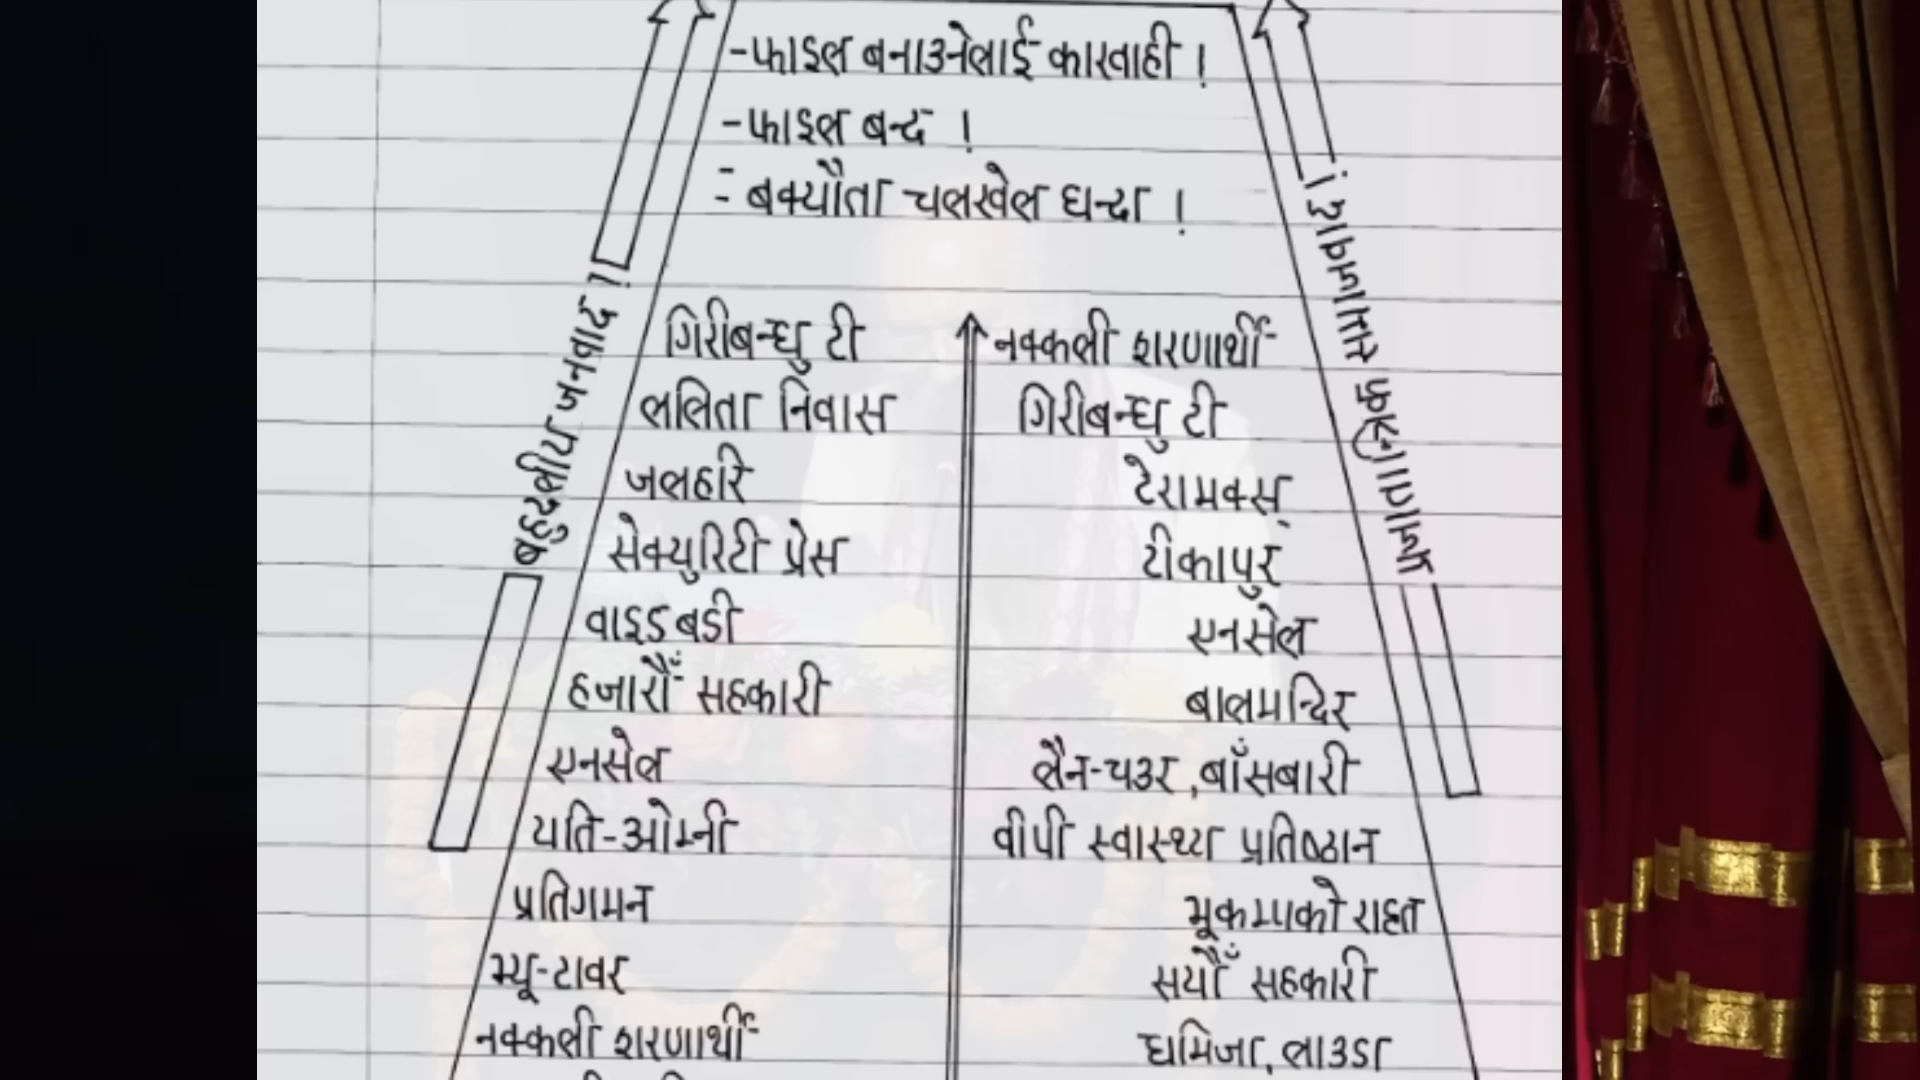 -फाइल बनाउनेलाई कारवाही !
-फाइल बन्द !
- बक्यौता चलखेल धन्दा !
बहुदलीय जनवाद !
गिरीबन्धु टी
ललिता निवास
जलहरि
सेक्युरिटी प्रेस
वाइडबडी
हजारौँ सहकारी
एनसेल
यति-ओम्नी
प्रतिगमन
भ्यू-टावर
नक्कली शरणार्थी
नक्कली शरणार्थी
गिरीबन्धु टी
टेरामक्स्
टीकापुर
एनसेल
बालमन्दिर
लैन-चउर, बाँसबारी
वीपी स्वास्थ्य प्रतिष्ठान
भूकम्पको राहत
सयौँ सहकारी
धमिजा, लाउडा